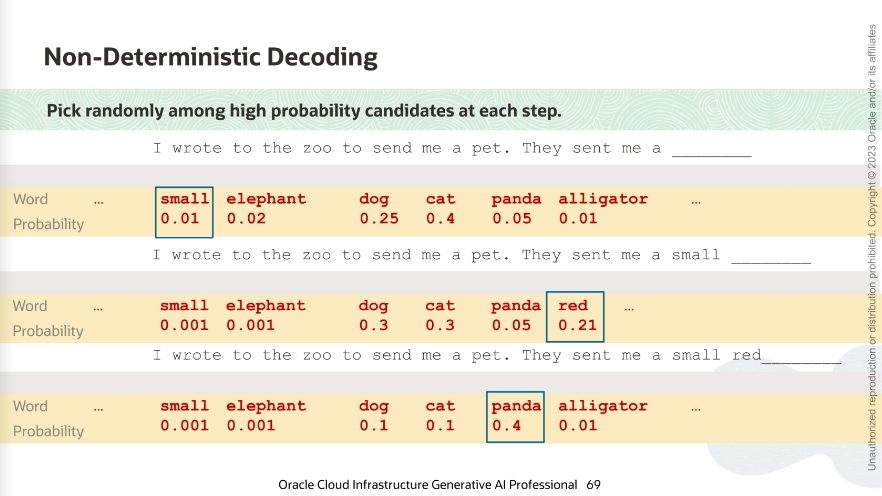 Non-Deterministic Decoding
Pick randomly among high probability candidates at each step.
I wrote to the zoo to send me a pet. They sent me a ________
Word … small elephant dog cat panda alligator …
Probability 0.01 0.02 0.25 0.4 0.05 0.01
I wrote to the zoo to send me a pet. They sent me a small ________
Word … small elephant dog cat panda red …
Probability 0.001 0.001 0.3 0.3 0.05 0.21
I wrote to the zoo to send me a pet. They sent me a small red________
Word … small elephant dog cat panda alligator …
Probability 0.001 0.001 0.1 0.1 0.4 0.01
Oracle Cloud Infrastructure Generative AI Professional 69
Unauthorized reproduction or distribution prohibited. Copyright © 2023 Oracle and/or its affiliates